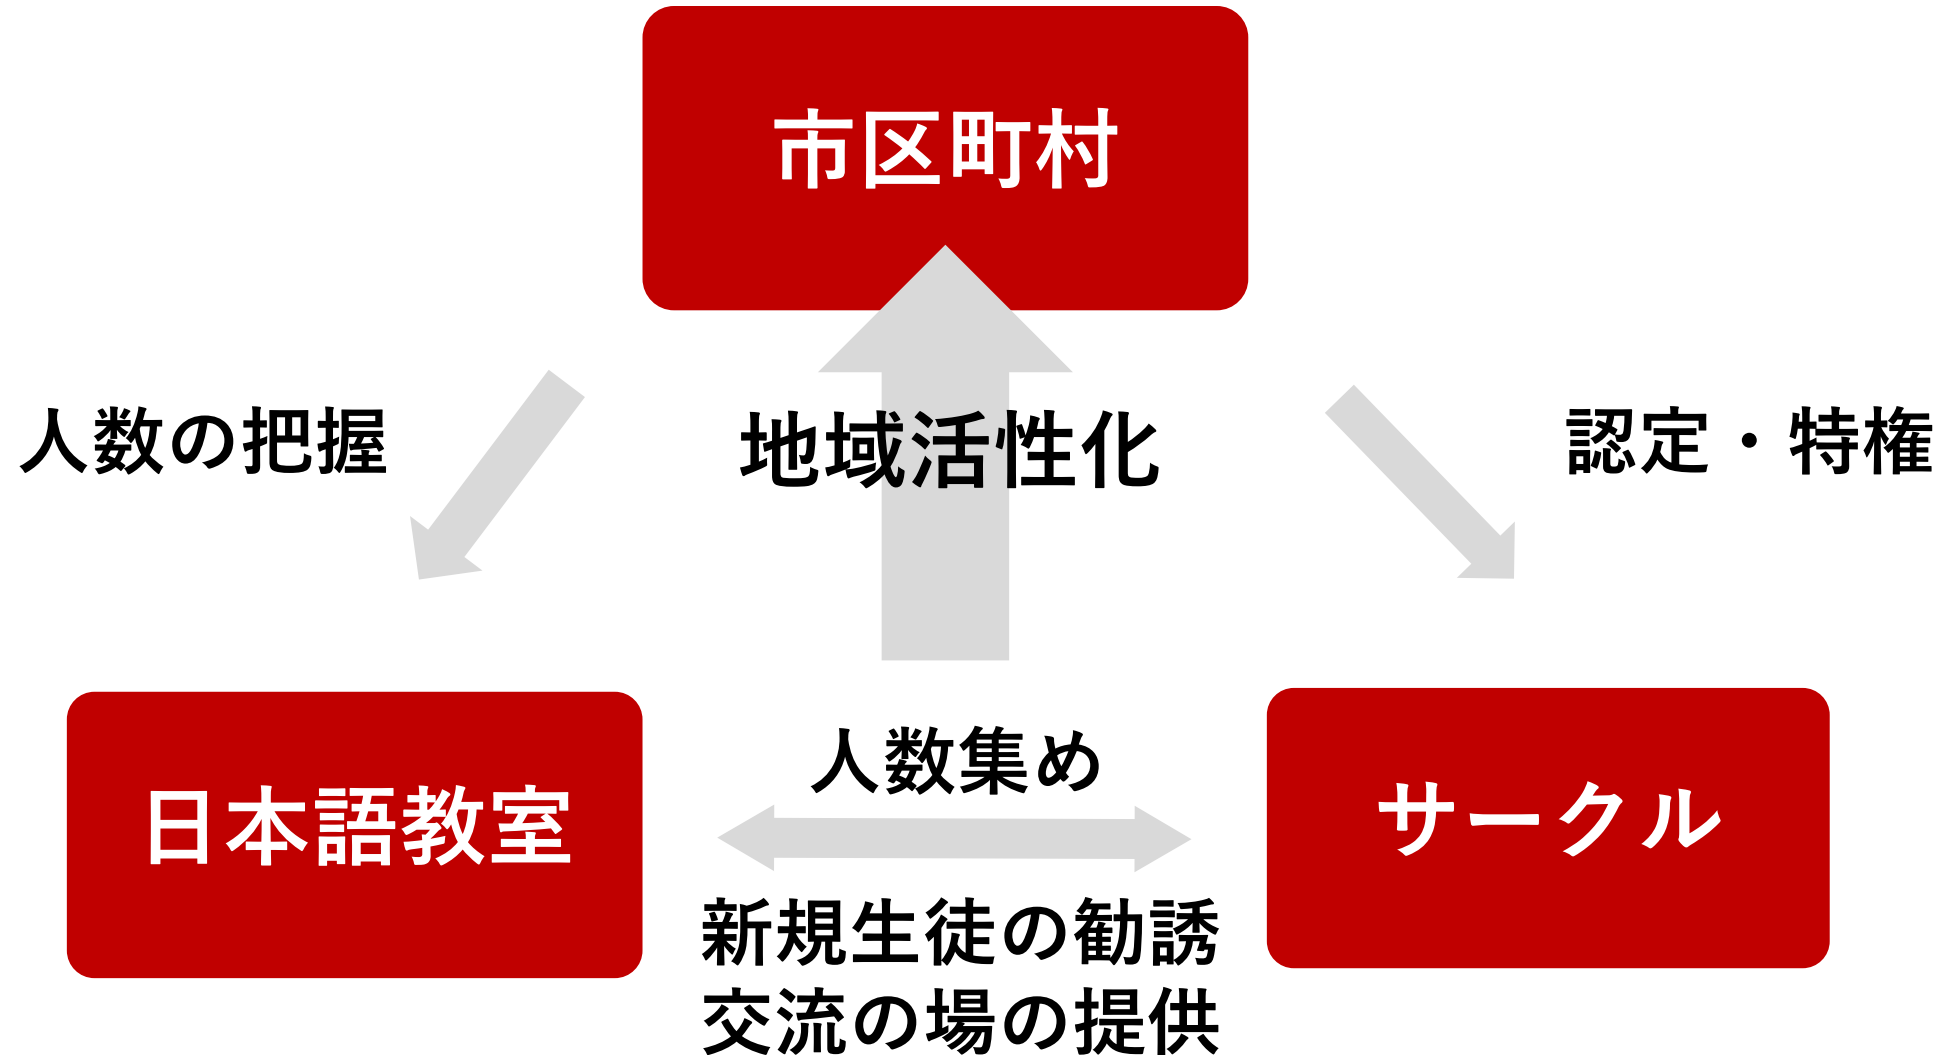 市区町村
人数の把握
地域活性化
認定・特権
人数集め
日本語教室
サークル
新規生徒の勧誘
交流の場の提供